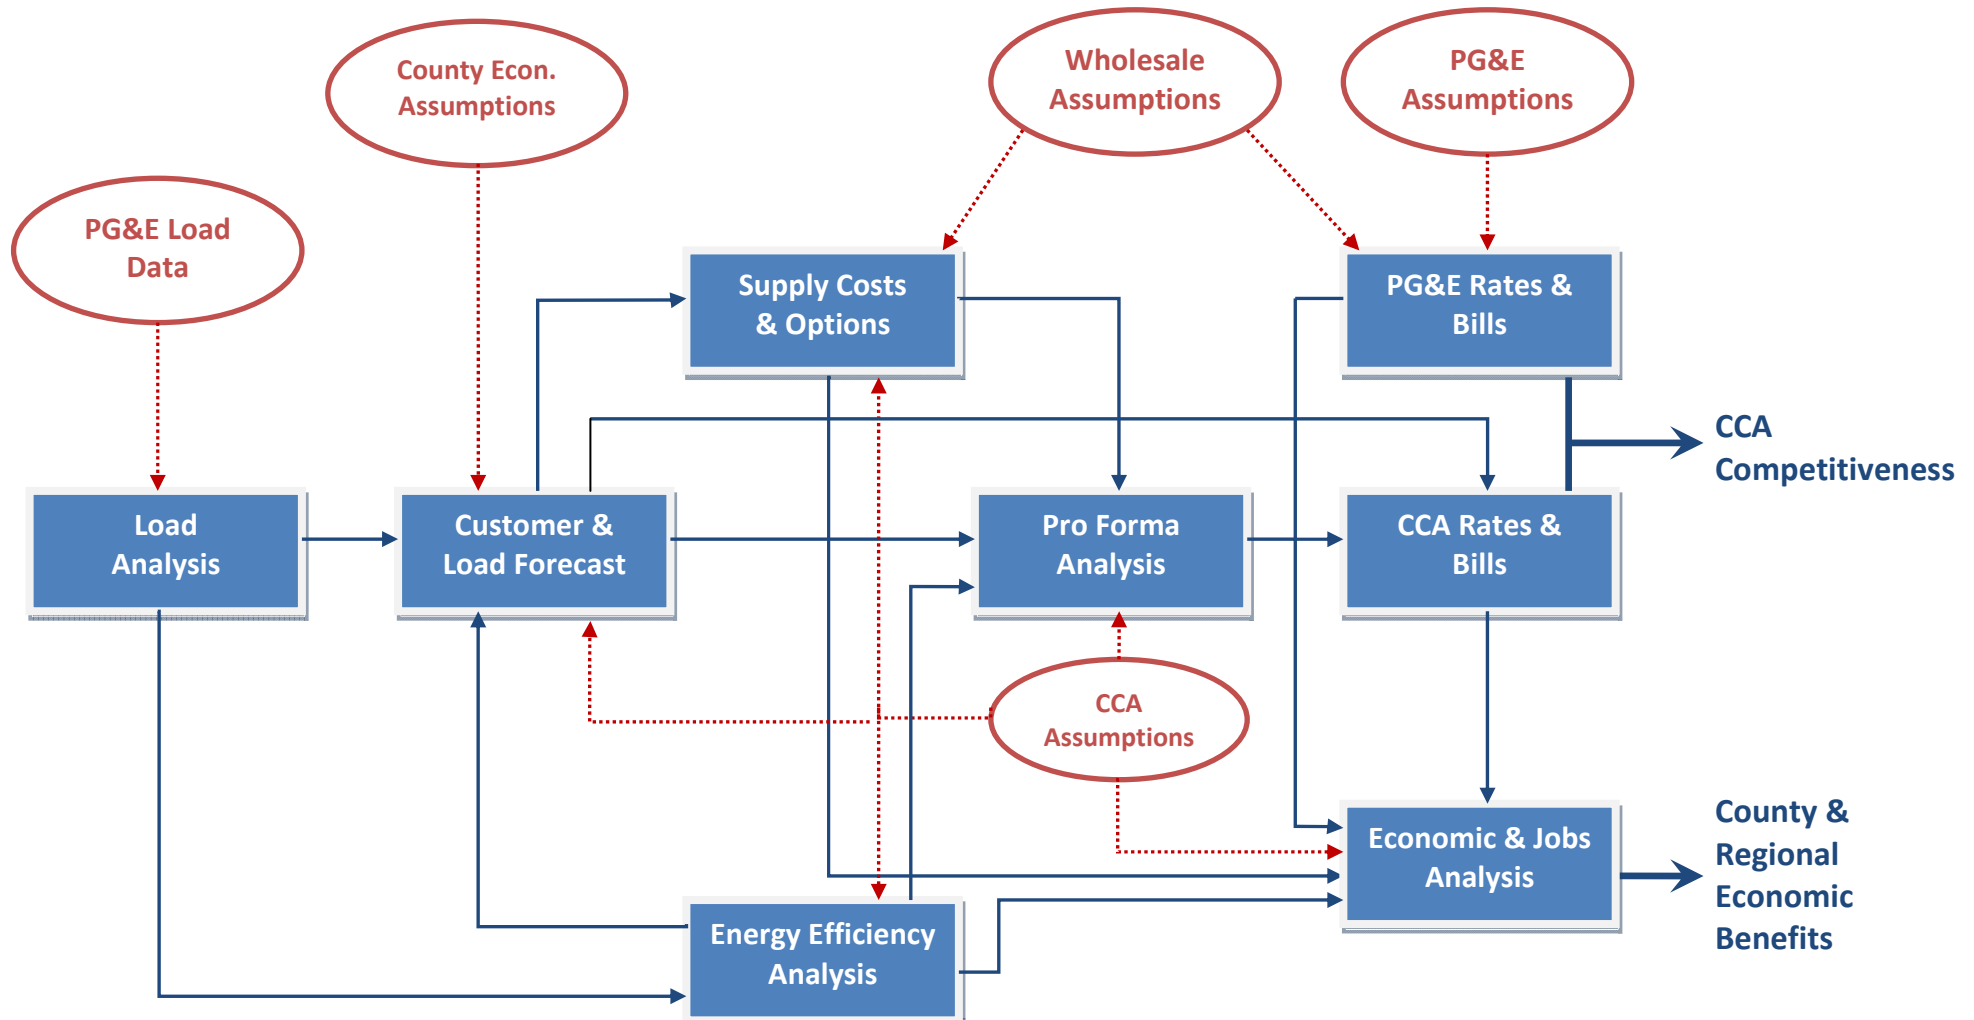 County Econ.
Assumptions
Wholesale
Assumptions
PG&E
Assumptions
PG&E Load
Data
Supply Costs
& Options
PG&E Rates &
Bills
CCA
Competitiveness
Load
Analysis
Customer &
Load Forecast
Pro Forma
Analysis
CCA Rates &
Bills
CCA
Assumptions
Economic & Jobs
Analysis
County &
Regional
Economic
Benefits
Energy Efficiency
Analysis